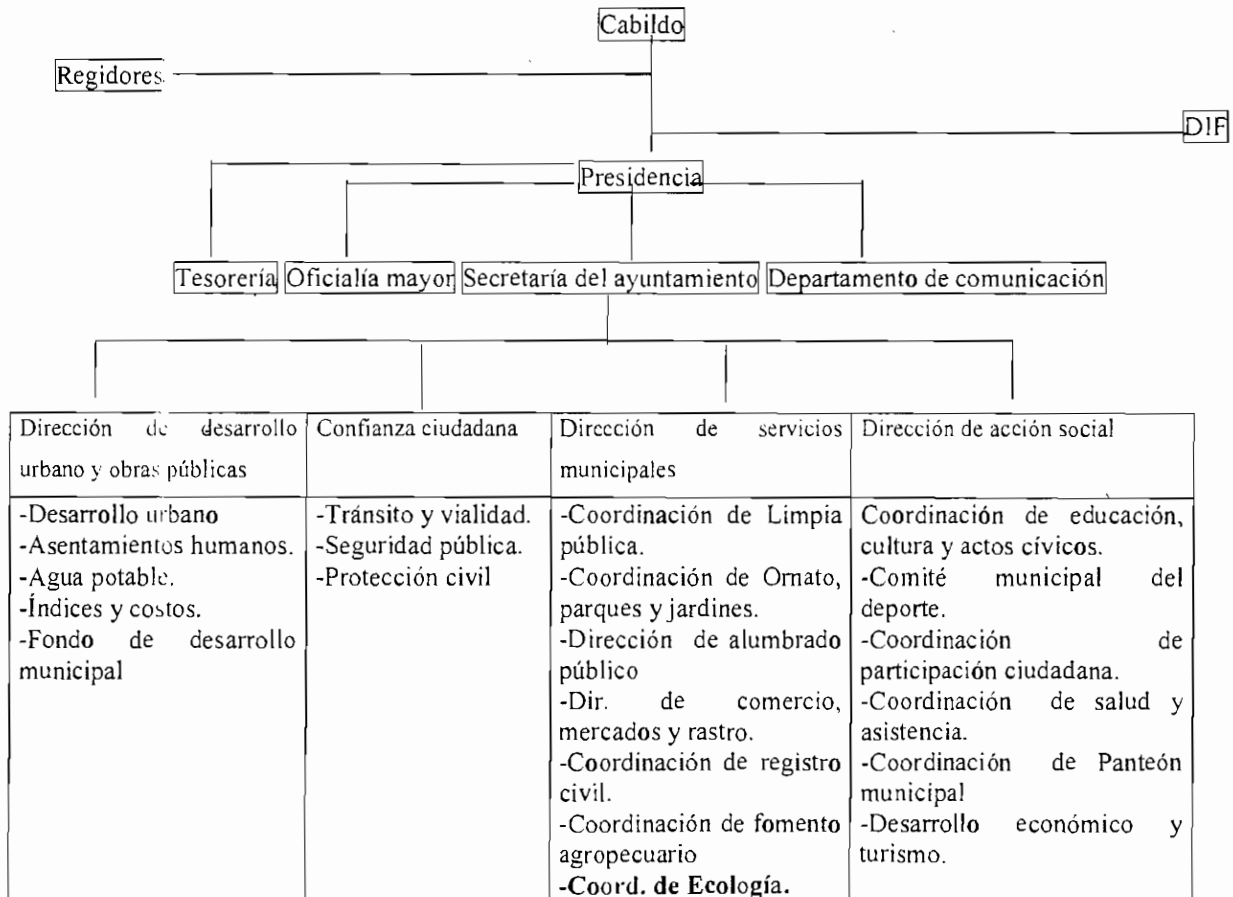 Cabildo
Regidores
DIF
Presidencia
Tesorería Oficialía mayor Secretaría del ayuntamiento Departamento de comunicación
Dirección de desarrollo
urbano y obras públicas
-Desarrollo urbano
-Asentamientos humanos.
-Agua potable.
-Índices y costos.
-Fondo de desarrollo
municipal
Confianza ciudadana
-Tránsito y vialidad.
-Seguridad pública.
-Protección civil
Dirección de servicios
municipales
-Coordinación de Limpia
pública.
-Coordinación de Ornato,
parques y jardines.
-Dirección de alumbrado
público
-Dir. de comercio,
mercados y rastro.
-Coordinación de registro
civil.
-Coordinación de fomento
agropecuario
-Coord. de Ecología.
Dirección de acción social
Coordinación de educación,
cultura y actos cívicos.
-Comité municipal del
deporte.
-Coordinación de
participación ciudadana.
-Coordinación de salud y
asistencia.
-Coordinación de Panteón
municipal
-Desarrollo económico y
turismo.